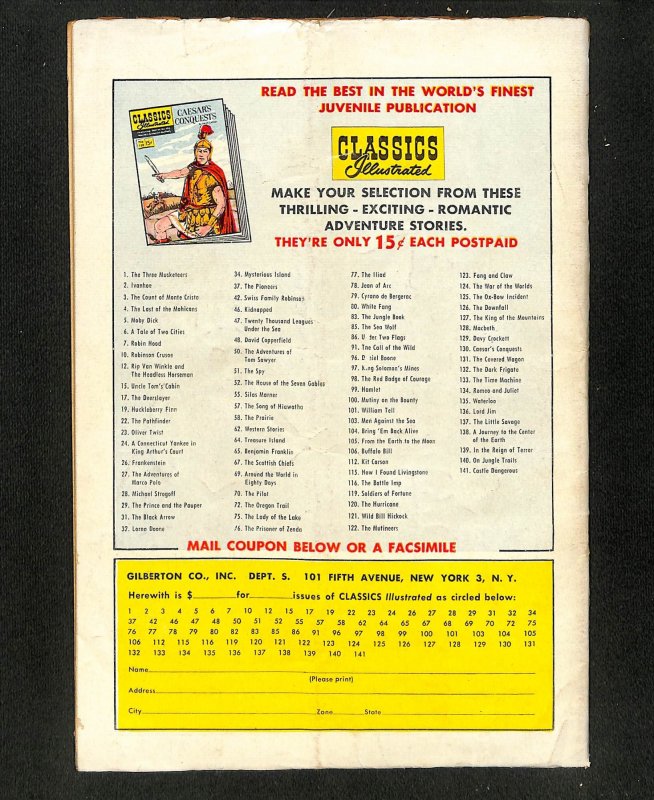 READ THE BEST IN THE WORLD'S FINEST
JUVENILE PUBLICATION
CLASSICS
Illustrated
CAESAR'S
CONQUESTS
15¢
CLASSICS
Illustrated
MAKE YOUR SELECTION FROM THESE
THRILLING - EXCITING - ROMANTIC
ADVENTURE STORIES.
THEY'RE ONLY 15¢ EACH POSTPAID
1. The Three Musketeers
2. Ivanhoe
3. The Count of Monte Cristo
4. The Last of the Mohicans
5. Moby Dick
6. A Tale of Two Cities
7. Robin Hood
10. Robinson Crusoe
12. Rip Van Winkle and
The Headless Horseman
15. Uncle Tom's Cabin
17. The Deerslayer
19. Huckleberry Finn
22. The Pathfinder
23. Oliver Twist
24. A Connecticut Yankee in
King Arthur's Court
26. Frankenstein
27. The Adventures of
Marco Polo
28. Michael Strogoff
29. The Prince and the Pauper
31. The Black Arrow
32. Lorna Doone
34. Mysterious Island
37. The Pioneers
42. Swiss Family Robinson
46. Kidnapped
47. Twenty Thousand Leagues
Under the Sea
48. David Copperfield
50. The Adventures of
Tom Sawyer
51. The Spy
52. The House of the Seven Gables
55. Silas Marner
57. The Song of Hiawatha
58. The Prairie
62. Western Stories
64. Treasure Island
65. Benjamin Franklin
67. The Scottish Chiefs
69. Around the World in
Eighty Days
70. The Pilot
72. The Oregon Trail
75. The Lady of the Lake
76. The Prisoner of Zenda
77. The Iliad
78. Joan of Arc
79. Cyrano de Bergerac
80. White Fang
83. The Jungle Book
85. The Sea Wolf
86. Under Two Flags
91. The Call of the Wild
96. Daniel Boone
97. King Solomon's Mines
98. The Red Badge of Courage
99. Hamlet
100. Mutiny on the Bounty
101. William Tell
103. Men Against the Sea
104. Bring 'Em Back Alive
105. From the Earth to the Moon
106. Buffalo Bill
112. Kit Carson
115. How I Found Livingstone
116. The Bottle Imp
119. Soldiers of Fortune
120. The Hurricane
121. Wild Bill Hickock
122. The Mutineers
123. Fang and Claw
124. The War of the Worlds
125. The Ox-Bow Incident
126. The Downfall
127. The King of the Mountains
128. Macbeth
129. Davy Crockett
130. Caesar's Conquests
131. The Covered Wagon
132. The Dark Frigate
133. The Time Machine
134. Romeo and Juliet
135. Waterloo
136. Lord Jim
137. The Little Savage
138. A Journey to the Center
of the Earth
139. In the Reign of Terror
140. On Jungle Trails
141. Castle Dangerous
MAIL COUPON BELOW OR A FACSIMILE
GILBERTON CO., INC. DEPT. S. 101 FIFTH AVENUE, NEW YORK 3, N. Y.
Herewith is $ for issues of CLASSICS Illustrated as circled below:
1 2 3 4 5 6 7 10 12 15 17 19 22 23 24 26 27 28 29 31 32 34
37 42 46 47 48 50 51 52 55 57 58 62 64 65 67 68 69 70 72 75
76 77 78 79 80 82 83 85 86 91 96 97 98 99 100 101 103 104 105
106 112 115 116 119 120 121 122 123 124 125 126 127 128 129 130 131
132 133 134 135 136 137 138 139 140 141
Name
(Please print)
Address
City Zone State